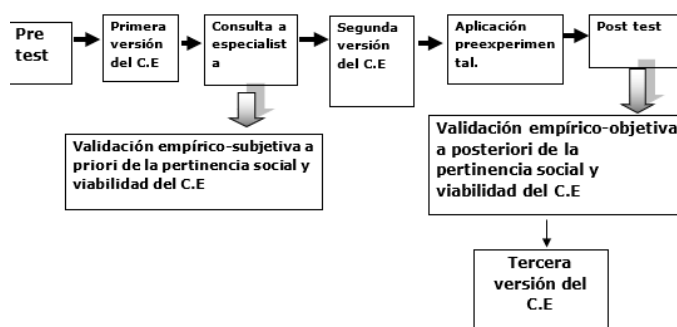 Pre
test
Primera
versión
del C.E
Consulta a
especialist
a
Segunda
versión
del C.E
Aplicación
preexperimen
tal.
Post test
Validación empírico-subjetiva a
priori de la pertinencia social y
viabilidad del C.E
Validación empírico-objetiva
a posteriori de la
pertinencia social y
viabilidad del C.E
Tercera
versión del
C.E